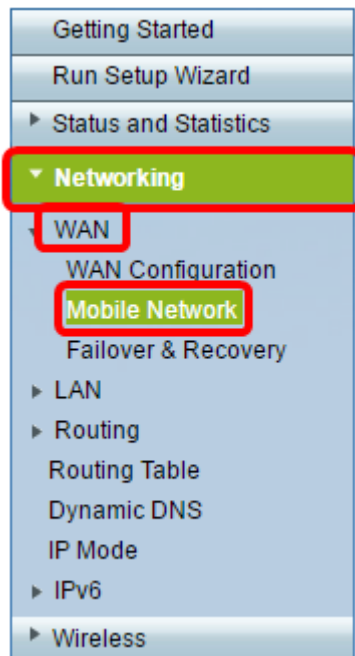 Getting Started
Run Setup Wizard
Status and Statistics
Networking
WAN
WAN Configuration
Mobile Network
Failover & Recovery
LAN
Routing
Routing Table
Dynamic DNS
IP Mode
IPv6
Wireless